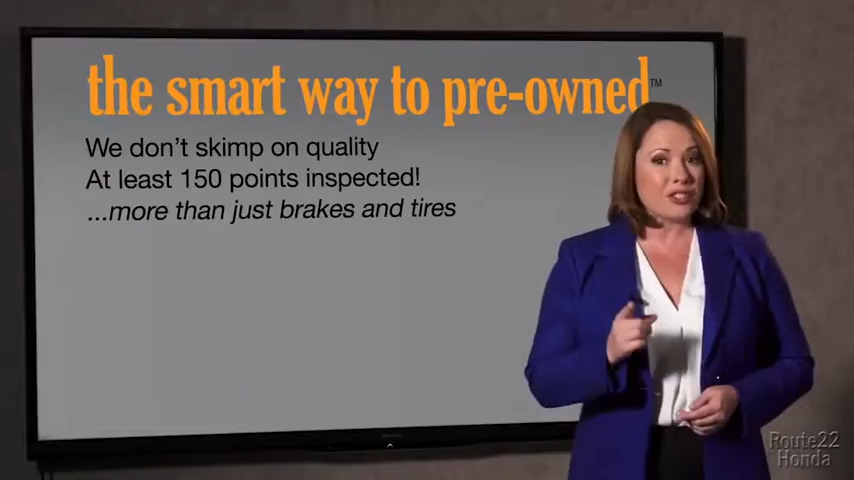 the smart way to pre-owned™
We don't skimp on quality
At least 150 points inspected!
...more than just brakes and tires
Route22
Honda